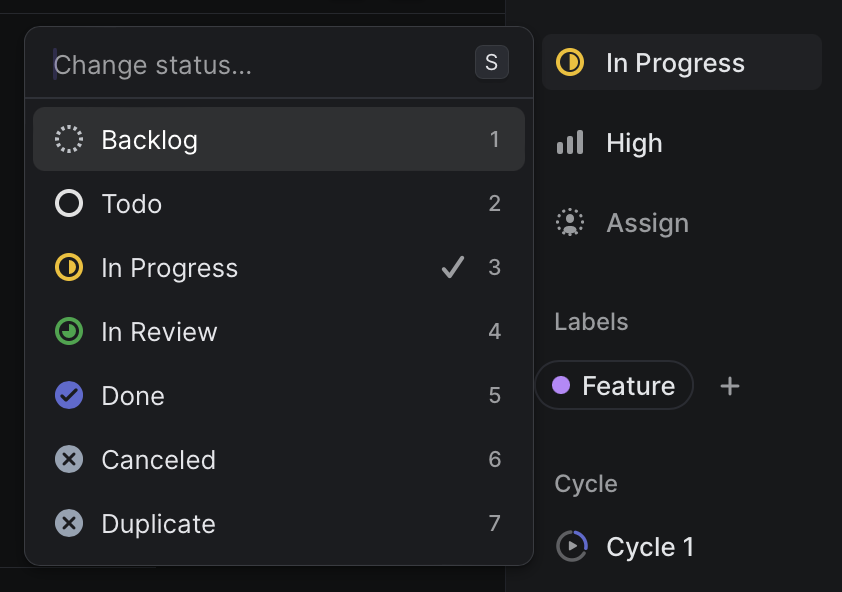 Change status...
S
Backlog
1
Todo
2
In Progress
3
In Review
4
Done
5
Canceled
6
Duplicate
7
In Progress
High
Assign
Labels
Feature
Cycle
Cycle 1